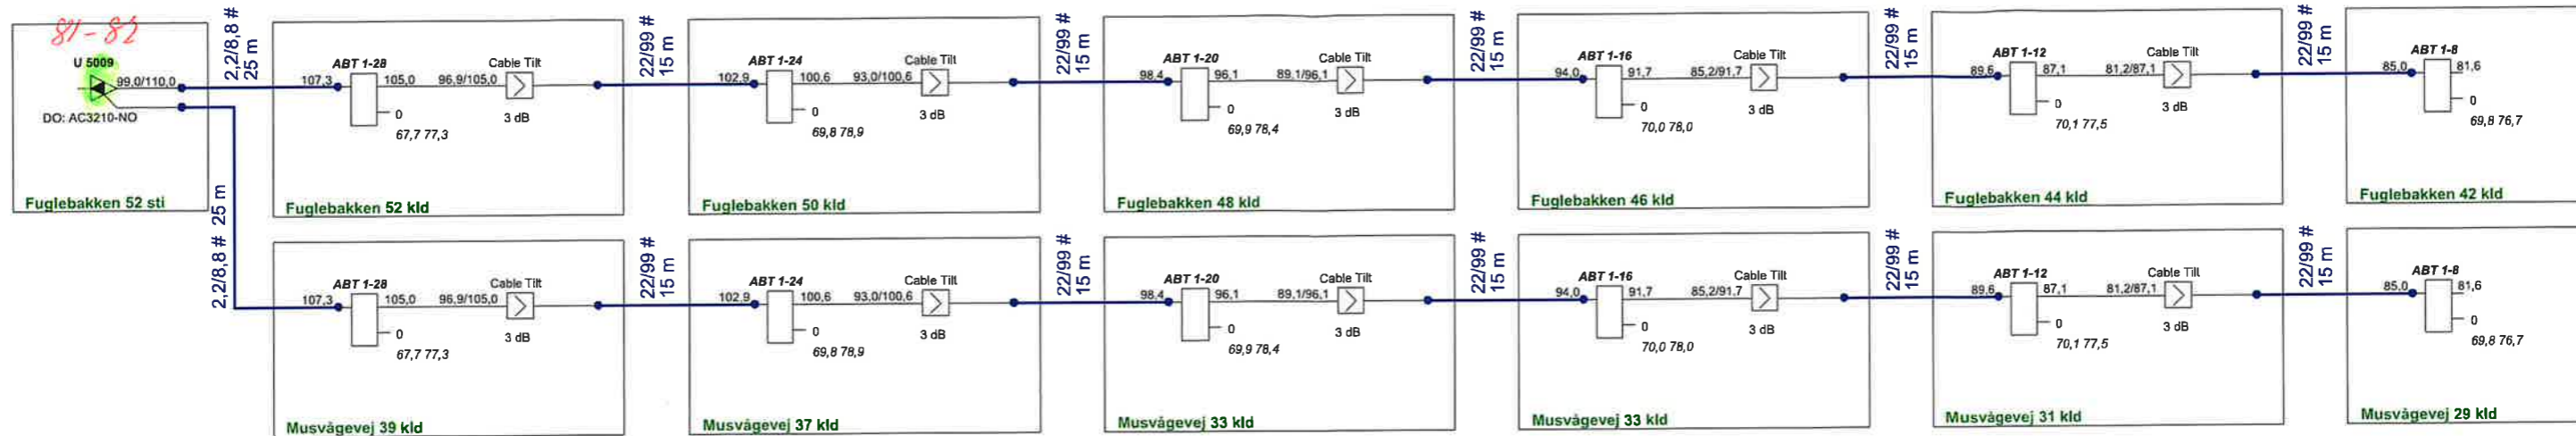 81-82
U 5009
99,0/110,0
DO: AC3210-NO
Fuglebakken 52 sti
2,2/8,8 #
25 m
ABT 1-28
107,3
105,0
96,9/105,0
Cable Tilt
0
3 dB
67,7 77,3
Fuglebakken 52 kld
22/99 #
15 m
ABT 1-24
102,9
100,6
93,0/100,6
Cable Tilt
0
3 dB
69,8 78,9
Fuglebakken 50 kld
22/99 #
15 m
ABT 1-20
98,4
96,1
89,1/96,1
Cable Tilt
0
3 dB
69,9 78,4
Fuglebakken 48 kld
22/99 #
15 m
ABT 1-16
94,0
91,7
85,2/91,7
Cable Tilt
0
3 dB
70,0 78,0
Fuglebakken 46 kld
22/99 #
15 m
ABT 1-12
89,6
87,1
81,2/87,1
Cable Tilt
0
3 dB
70,1 77,5
Fuglebakken 44 kld
22/99 #
15 m
ABT 1-8
85,0
81,6
0
69,8 76,7
Fuglebakken 42 kld
2,2/8,8 # 25 m
ABT 1-28
107,3
105,0
96,9/105,0
Cable Tilt
0
3 dB
67,7 77,3
Musvågevej 39 kld
22/99 #
15 m
ABT 1-24
102,9
100,6
93,0/100,6
Cable Tilt
0
3 dB
69,8 78,9
Musvågevej 37 kld
22/99 #
15 m
ABT 1-20
98,4
96,1
89,1/96,1
Cable Tilt
0
3 dB
69,9 78,4
Musvågevej 33 kld
22/99 #
15 m
ABT 1-16
94,0
91,7
85,2/91,7
Cable Tilt
0
3 dB
70,0 78,0
Musvågevej 33 kld
22/99 #
15 m
ABT 1-12
89,6
87,1
81,2/87,1
Cable Tilt
0
3 dB
70,1 77,5
Musvågevej 31 kld
22/99 #
15 m
ABT 1-8
85,0
81,6
0
69,8 76,7
Musvågevej 29 kld